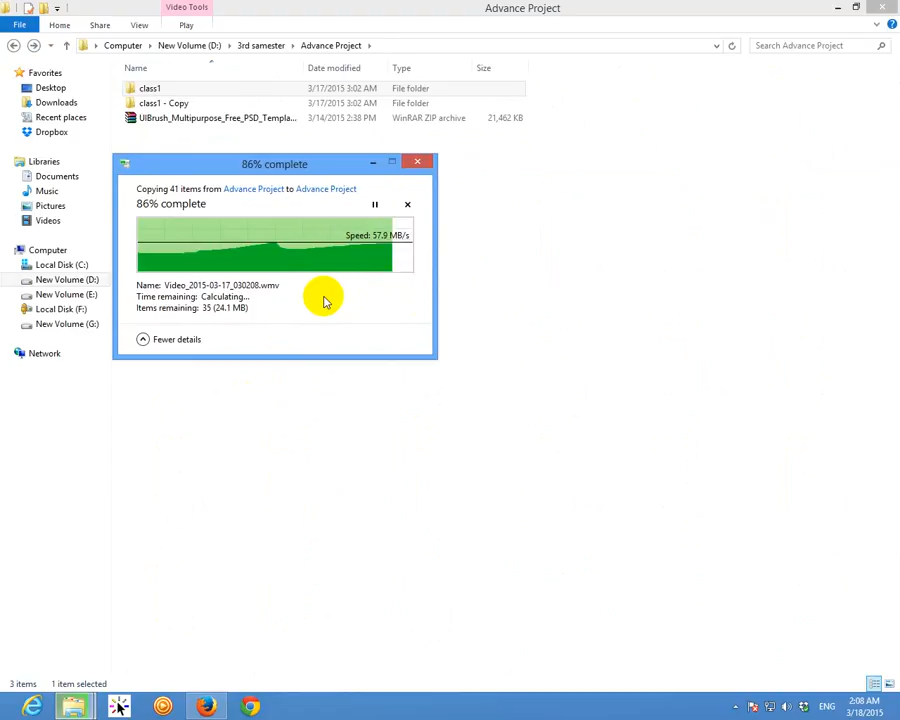 Video Tools
Advance Project
File Home Share View Play
Computer New Volume (D:) 3rd samester Advance Project
Search Advance Project
Name Date modified Type Size
Favorites
Desktop
Downloads
Recent places
Dropbox
Libraries
Documents
Music
Pictures
Videos
Computer
Local Disk (C:)
New Volume (D:)
New Volume (E:)
Local Disk (F:)
New Volume (G:)
Network
class1 3/17/2015 3:02 AM File folder
class1 - Copy 3/17/2015 3:02 AM File folder
UIBrush_Multipurpose_Free_PSD_Templa... 3/14/2015 2:38 PM WinRAR ZIP archive 21,462 KB
86% complete
Copying 41 items from Advance Project to Advance Project
86% complete
Speed: 57.9 MB/s
Name: Video_2015-03-17_030208.wmv
Time remaining: Calculating...
Items remaining: 35 (24.1 MB)
Fewer details
3 items 1 item selected
ENG
2:08 AM
3/18/2015